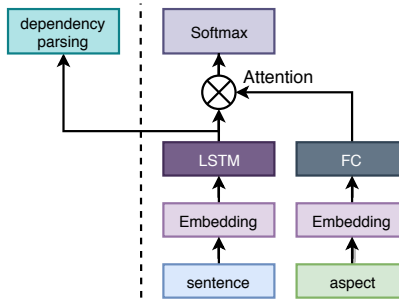 dependency
parsing
Softmax
Attention
LSTM
FC
Embedding
Embedding
sentence
aspect